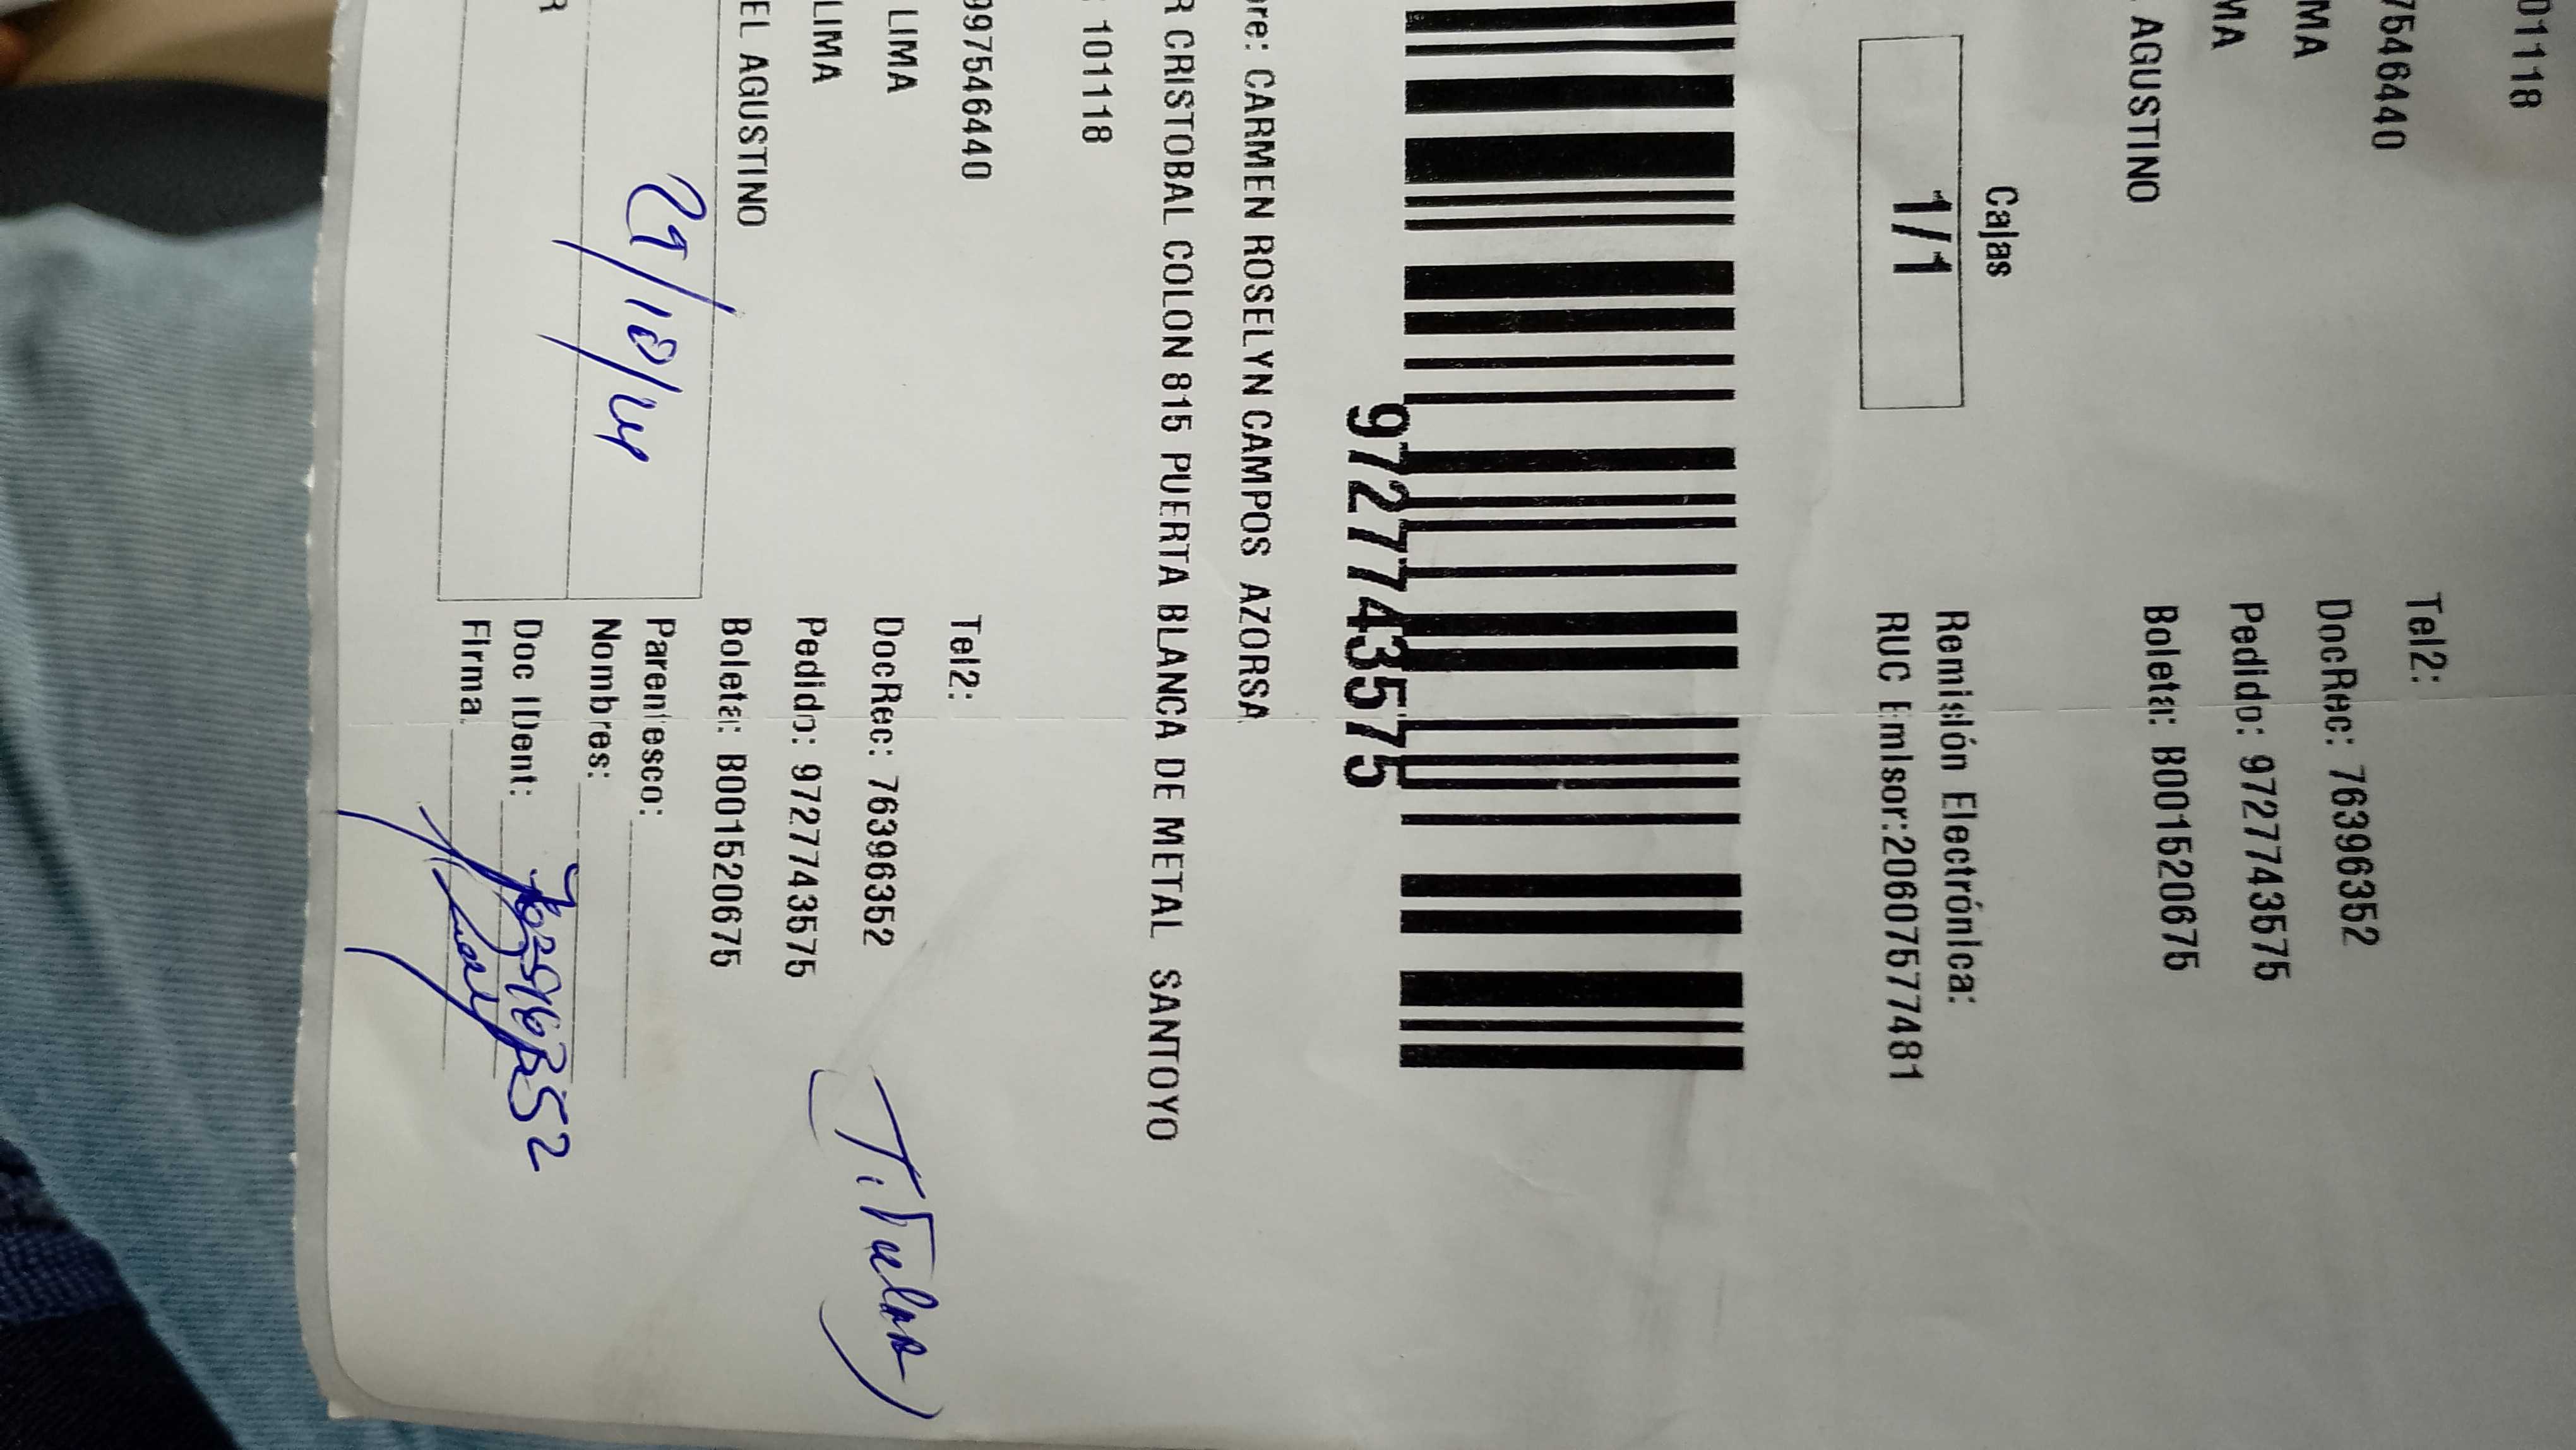 01118
7546440 Tel2:
MA DocRec: 76396352
MA Pedido: 9727743575
AGUSTINO Boleta: B001520675
Cajas Remisión Electrónica:
1/1 RUC Emisor:20607577481
9727743575
re: CARMEN ROSELYN CAMPOS AZORSA
R CRISTOBAL COLON 815 PUERTA BLANCA DE METAL SANTOYO
: 101118
997546440 Tel2:
LIMA DocRec: 76396352
LIMA Pedido: 9727743575
EL AGUSTINO Boleta: B001520675
(Titular)
29/10/24 Parentesco:
Nombres:
R Doc IDent: 76396352
Firma: